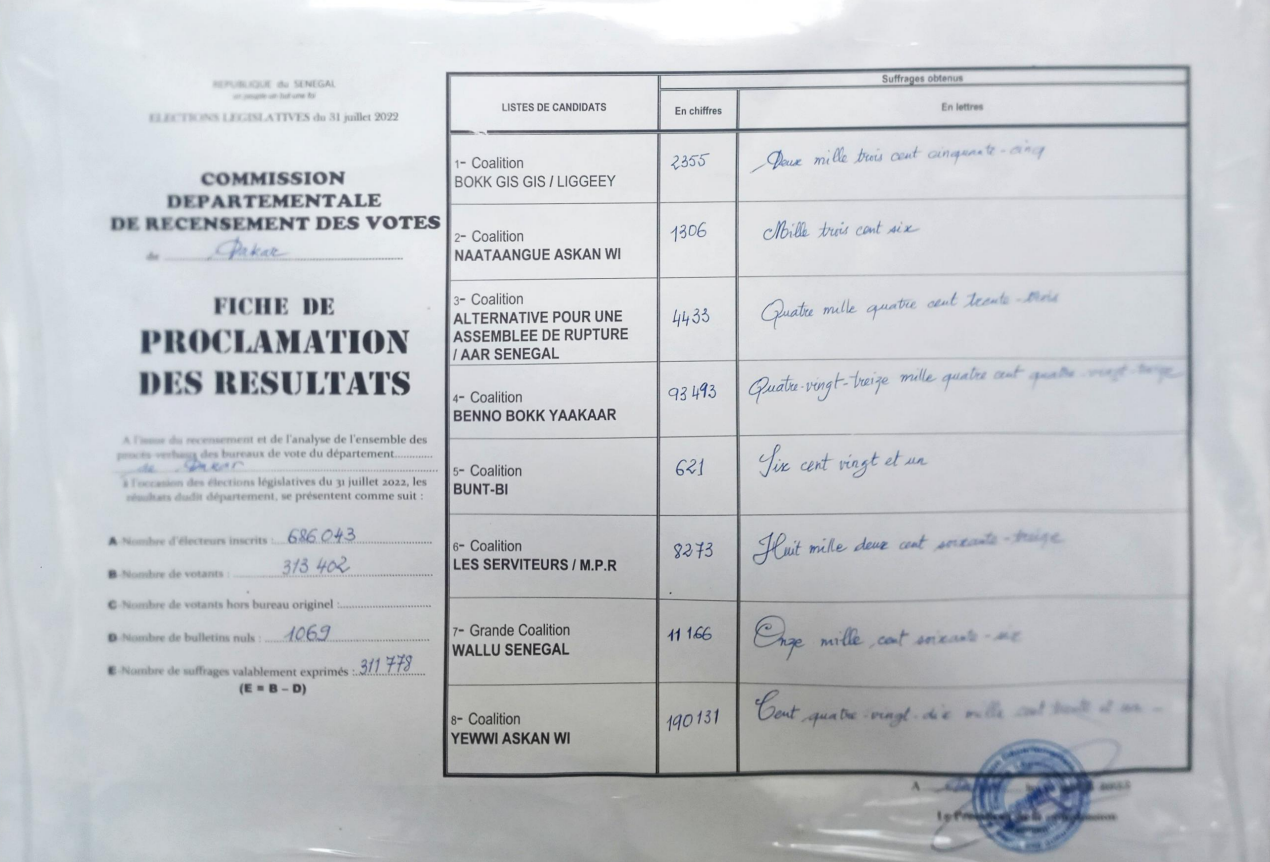 REPUBLIQUE du SENEGAL
un peuple un but une foi
ELECTIONS LEGISLATIVES du 31 juillet 2022
COMMISSION
DEPARTEMENTALE
DE RECENSEMENT DES VOTES
de Dakar
FICHE DE
PROCLAMATION
DES RESULTATS
A l'issue du recensement et de l'analyse de l'ensemble des
procès-verbaux des bureaux de vote du département
de Dakar
à l'occasion des élections législatives du 31 juillet 2022, les
résultats dudit département, se présentent comme suit :
A-Nombre d'électeurs inscrits : 686 043
B-Nombre de votants : 313 402
C-Nombre de votants hors bureau originel :
D-Nombre de bulletins nuls : 1069
E-Nombre de suffrages valablement exprimés : 311 778
(E = B – D)
LISTES DE CANDIDATS
Suffrages obtenus
En chiffres
En lettres
1- Coalition
BOKK GIS GIS / LIGGEEY
2355
Deux mille trois cent cinquante-cinq
2- Coalition
NAATAANGUE ASKAN WI
1306
Mille trois cent six
3- Coalition
ALTERNATIVE POUR UNE
ASSEMBLEE DE RUPTURE
/ AAR SENEGAL
4433
Quatre mille quatre cent trente-trois
4- Coalition
BENNO BOKK YAAKAAR
93 493
Quatre-vingt-treize mille quatre cent quatre-vingt-treize
5- Coalition
BUNT-BI
621
Six cent vingt et un
6- Coalition
LES SERVITEURS / M.P.R
8273
Huit mille deux cent soixante-treize
7- Grande Coalition
WALLU SENEGAL
11 166
Onze mille cent soixante-six
8- Coalition
YEWWI ASKAN WI
190131
Cent quatre-vingt-dix mille cent trente et un
A
Le Président de la commission